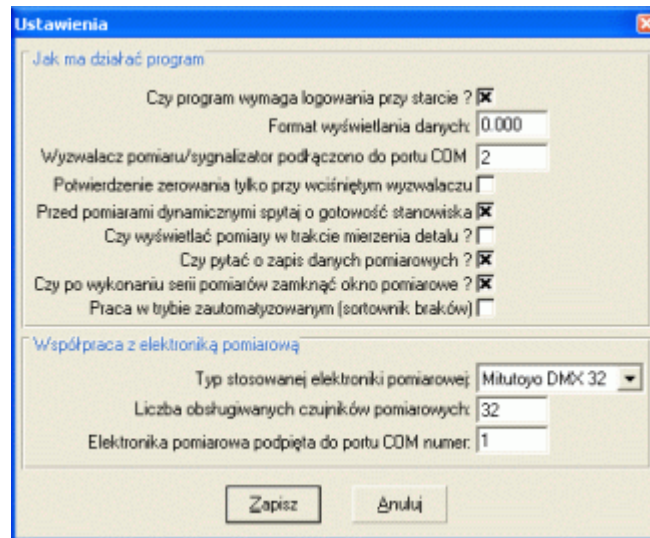 Ustawienia
Jak ma działać program
Czy program wymaga logowania przy starcie ?
Format wyświetlania danych: 0.000
Wyzwalacz pomiaru/sygnalizator podłączono do portu COM 2
Potwierdzenie zerowania tylko przy wciśniętym wyzwalaczu
Przed pomiarami dynamicznymi spytaj o gotowość stanowiska
Czy wyświetlać pomiary w trakcie mierzenia detalu ?
Czy pytać o zapis danych pomiarowych ?
Czy po wykonaniu serii pomiarów zamknąć okno pomiarowe ?
Praca w trybie zautomatyzowanym (sortownik braków)
Współpraca z elektroniką pomiarową
Typ stosowanej elektroniki pomiarowej: Mitutoyo DMX 32
Liczba obsługiwanych czujników pomiarowych: 32
Elektronika pomiarowa podpięta do portu COM numer: 1
Zapisz Anuluj